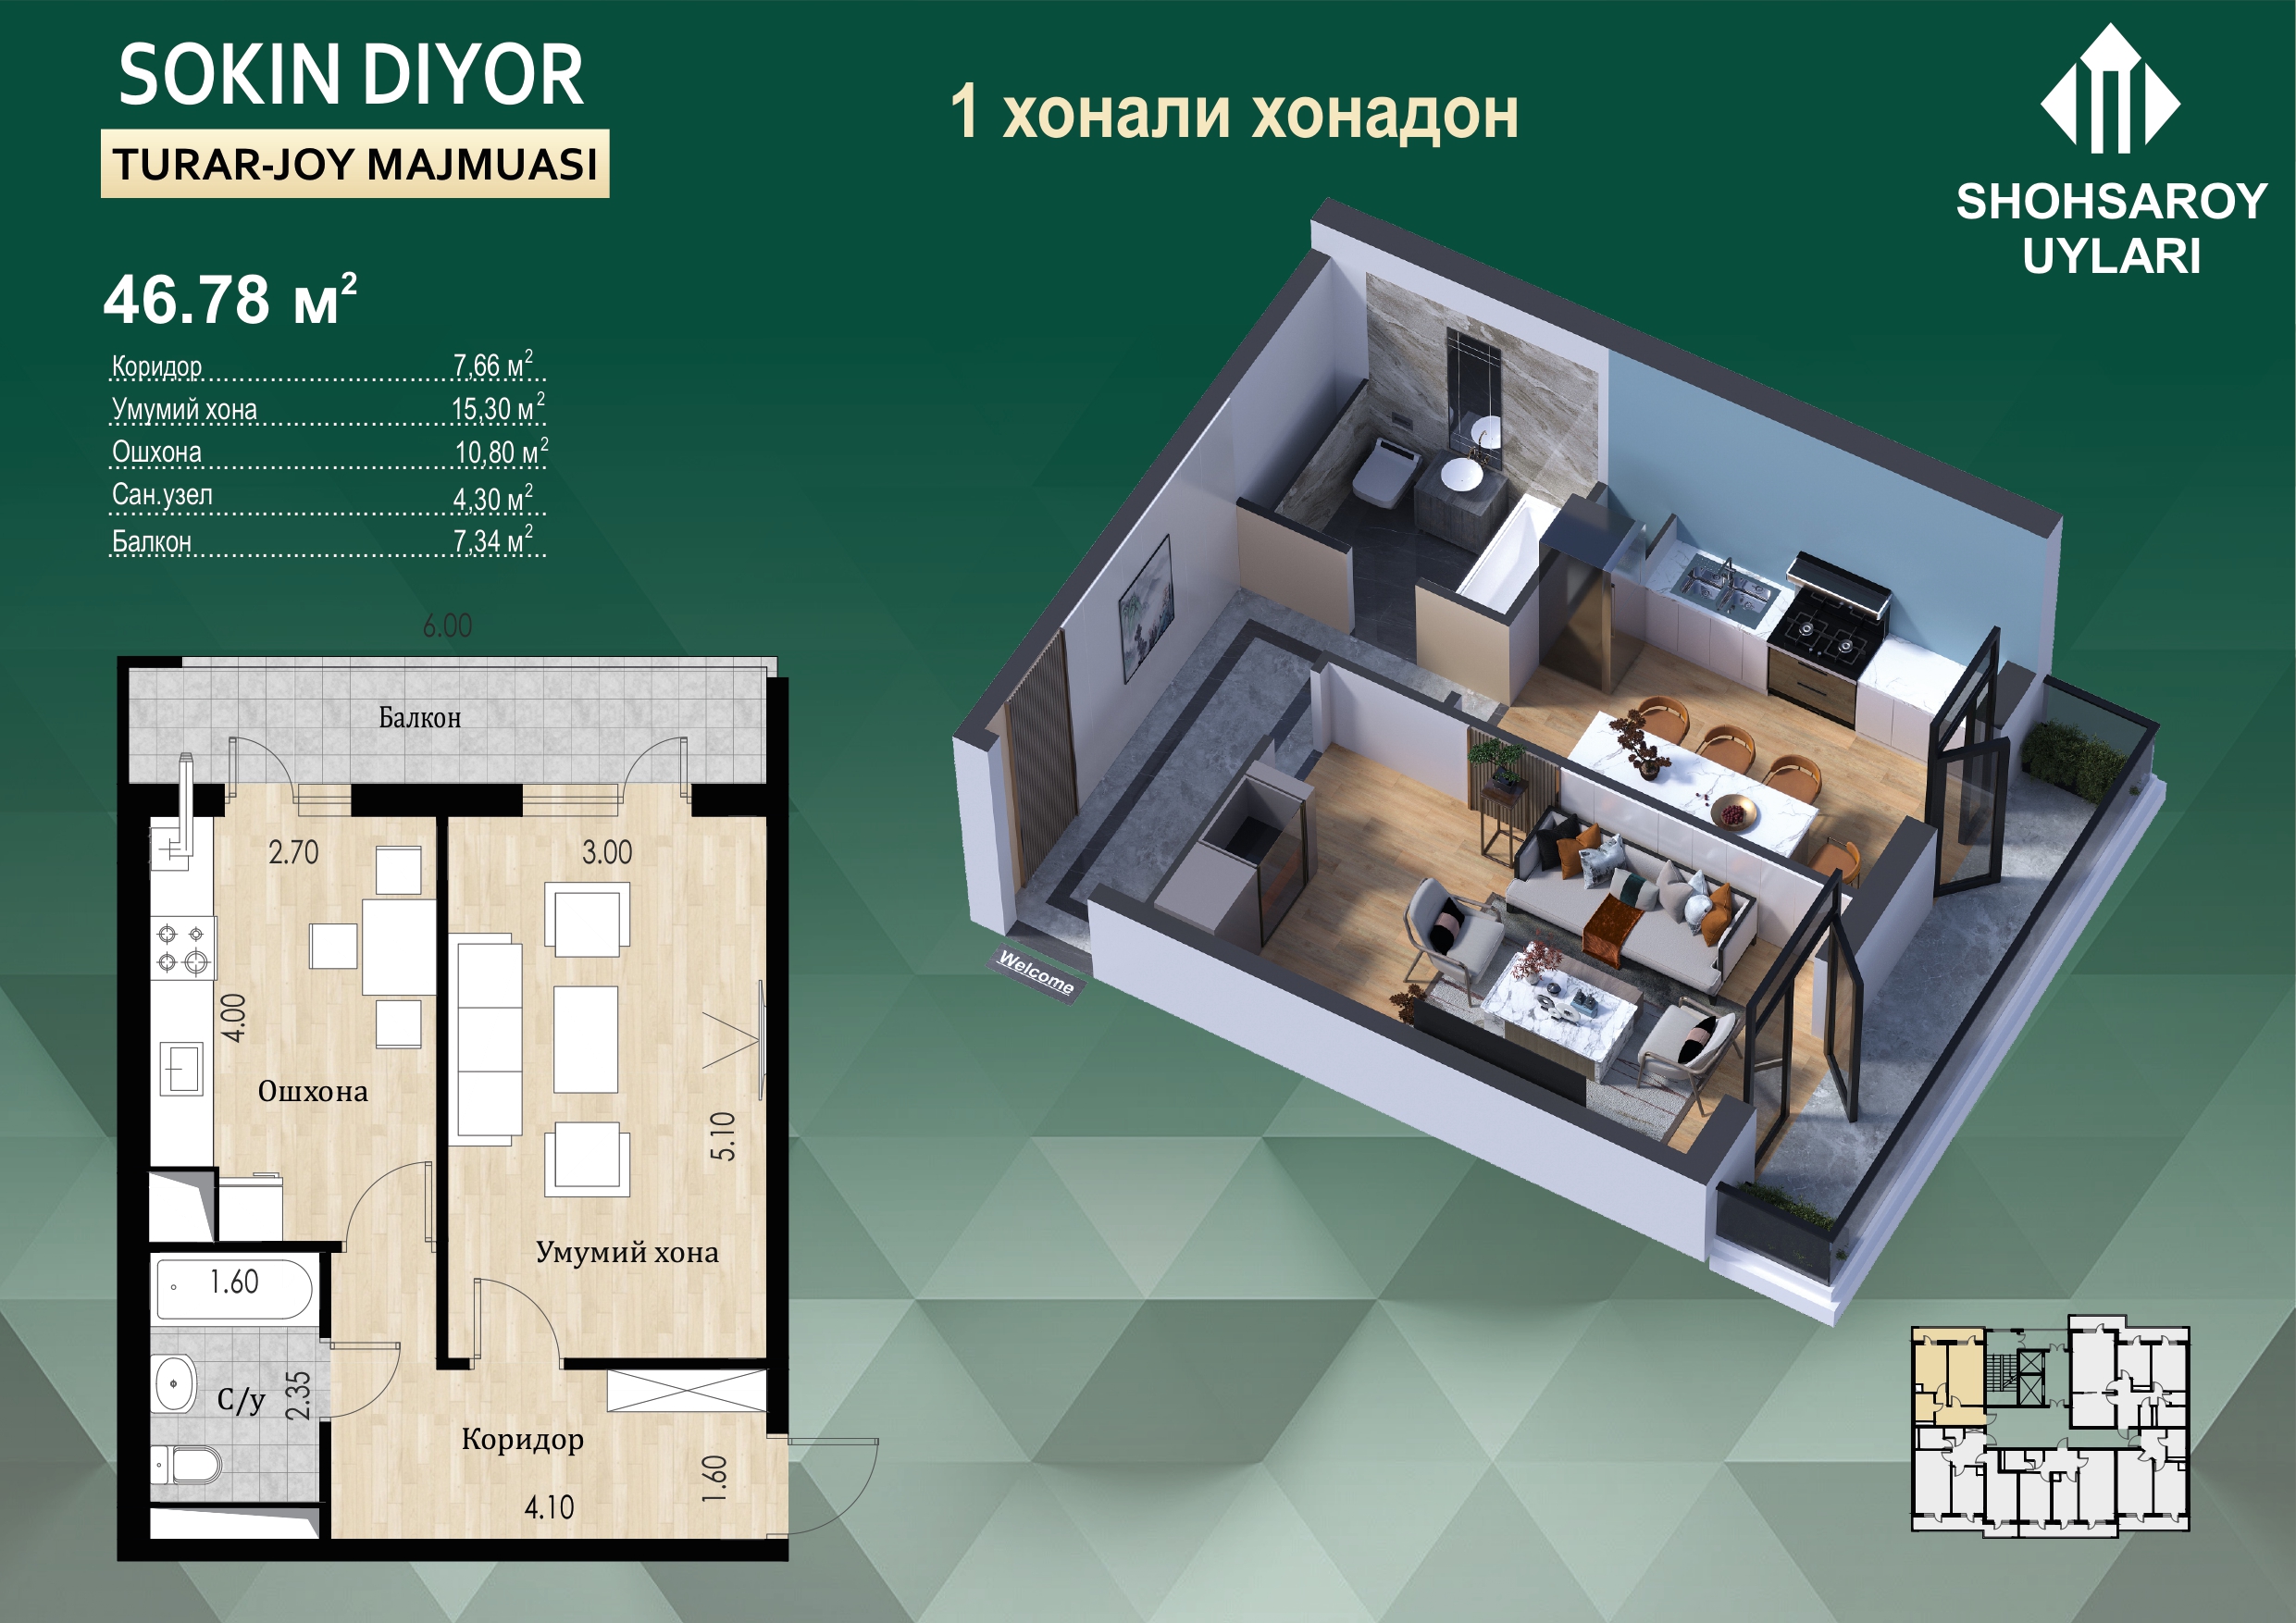 SOKIN DIYOR
TURAR-JOY MAJMUASI
1 хонали хонадон
SHOHSAROY
UYLARI
46.78 м²
Коридор 7,66 м²
Умумий хона 15,30 м²
Ошхона 10,80 м²
Сан.узел 4,30 м²
Балкон 7,34 м²
6.00
Балкон
2.70
3.00
4.00
Ошхона
5.10
Умумий хона
1.60
С/у
2.35
Коридор
1.60
4.10
Welcome